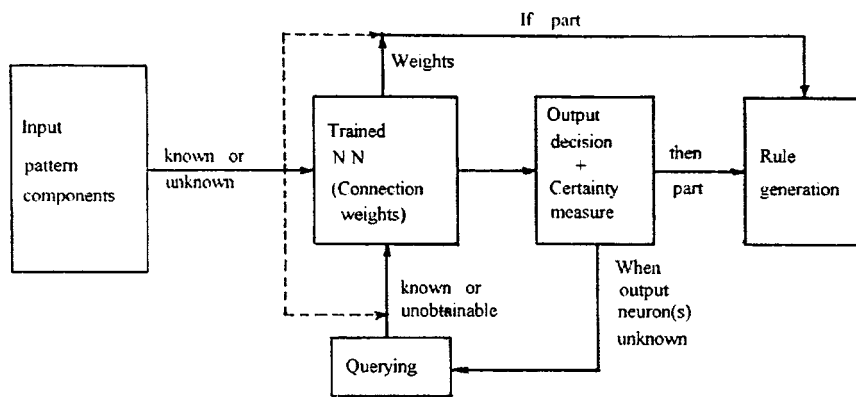 If part
Weights
Input
pattern
components
known or
unknown
Trained
N N
(Connection
weights)
Output
decision
+
Certainty
measure
then
part
Rule
generation
known or
unobtainable
When
output
neuron(s)
unknown
Querying